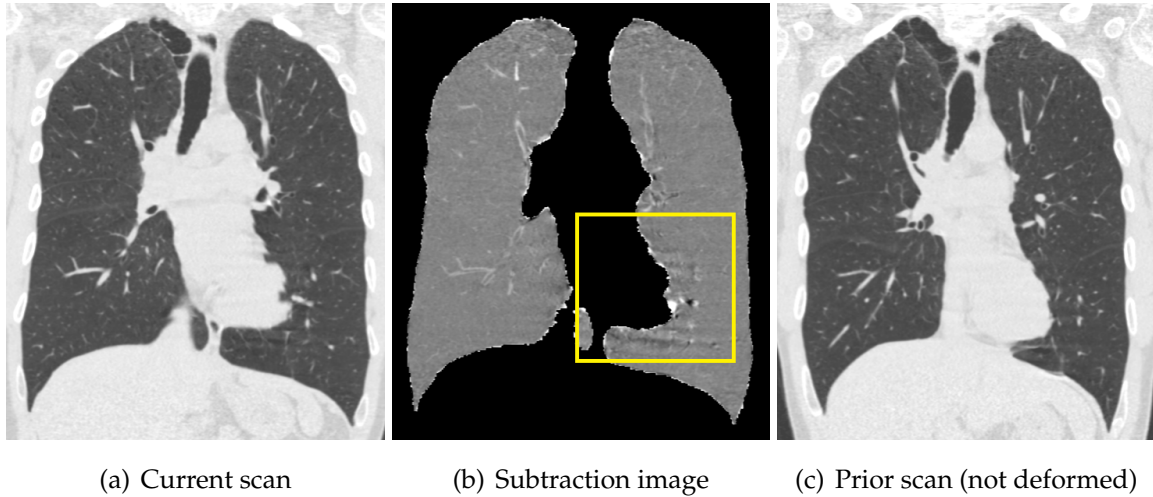 (a) Current scan
(b) Subtraction image
(c) Prior scan (not deformed)